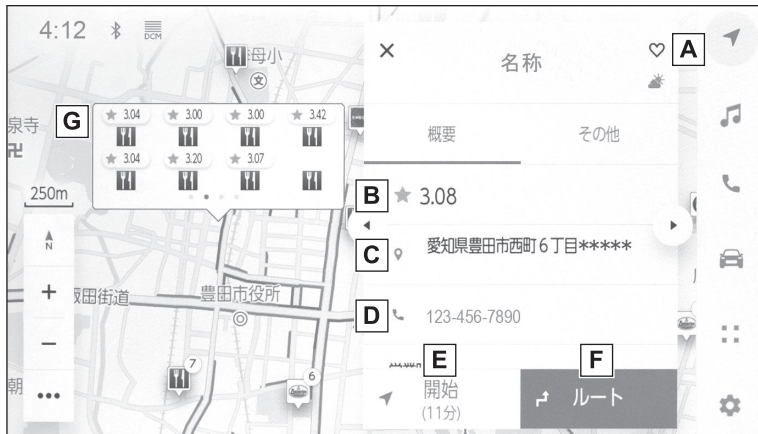 4:12
DCM
母小
文
泉寺
卍
G
3.04 3.00 3.00 3.42
3.04 3.20 3.07
250m
N
+
−
飯田街道
豊田市役所
朝
7
6
名称
A
概要 その他
B
3.08
C
愛知県豊田市西町6丁目*****
D
123-456-7890
E
開始
(11分)
F
ルート